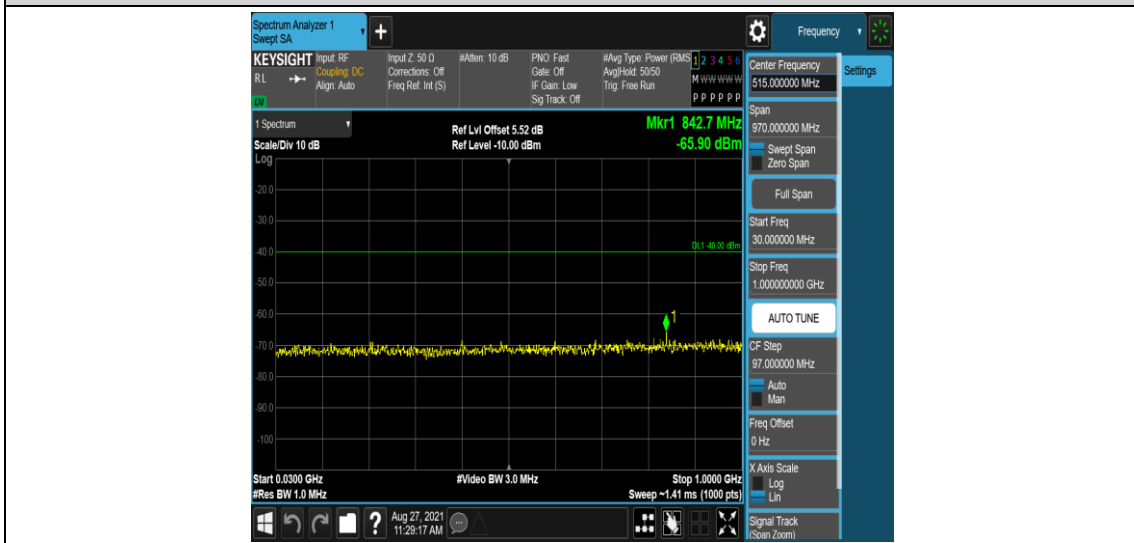 Spectrum Analyzer 1
Swept SA
+
Frequency
KEYSIGHT
RL
LXI
Input: RF
Coupling: DC
Align: Auto
Input Z: 50 Ω
Corrections: Off
Freq Ref: Int (S)
#Atten: 10 dB
PNO: Fast
Gate: Off
IF Gain: Low
Sig Track: Off
#Avg Type: Power (RMS
Avg|Hold: 50/50
Trig: Free Run
1 2 3 4 5 6
M W W W W W
P P P P P P
1 Spectrum
Scale/Div 10 dB
Ref Lvl Offset 5.52 dB
Ref Level -10.00 dBm
Mkr1 842.7 MHz
-65.90 dBm
Log
-20.0
-30.0
-40.0
-50.0
-60.0
-70.0
-80.0
-90.0
-100
DL1 -40.00 dBm
1
Start 0.0300 GHz
#Res BW 1.0 MHz
#Video BW 3.0 MHz
Stop 1.0000 GHz
Sweep ~1.41 ms (1000 pts)
?
Aug 27, 2021
11:29:17 AM
Center Frequency
515.000000 MHz
Settings
Span
970.000000 MHz
Swept Span
Zero Span
Full Span
Start Freq
30.000000 MHz
Stop Freq
1.000000000 GHz
AUTO TUNE
CF Step
97.000000 MHz
Auto
Man
Freq Offset
0 Hz
X Axis Scale
Log
Lin
Signal Track
(Span Zoom)